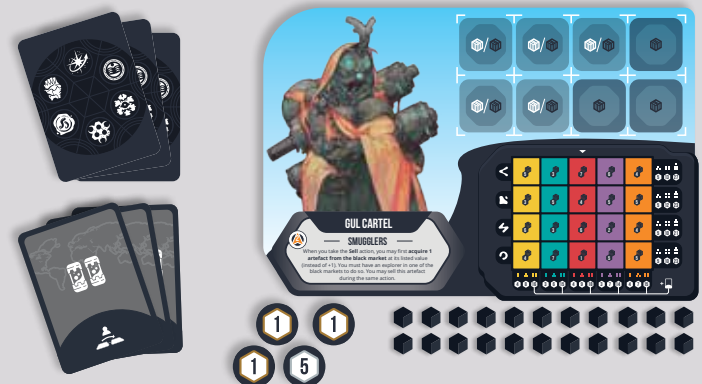 GUL CARTEL
SMUGGLERS
When you take the Sell action, you may first acquire 1
artefact from the black market at its listed value
(instead of +1). You must have an explorer in one of the
black markets to do so. You may sell this artefact
during the same action.
1
1
1
5